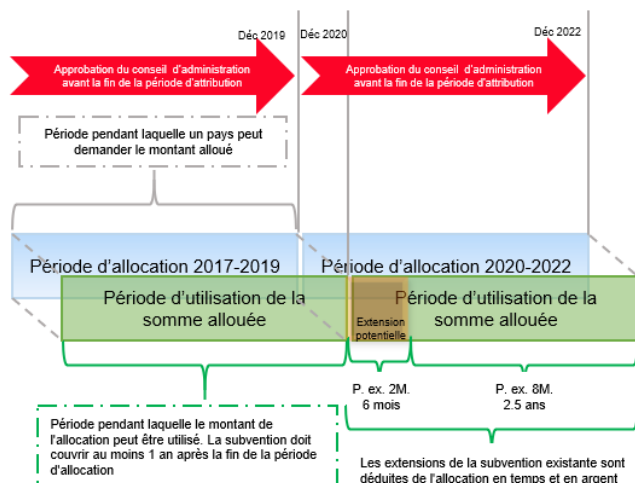 Déc 2019
Déc 2020
Déc 2022
Approbation du conseil d'administration
avant la fin de la période d'attribution
Approbation du conseil d'administration
avant la fin de la période d'attribution
Période pendant laquelle un pays peut
demander le montant alloué
Période d'allocation 2017-2019
Période d'allocation 2020-2022
Période d'utilisation de la
somme allouée
Extension
potentielle
Période d'utilisation de la
somme allouée
P. ex. 2M.
6 mois
P. ex. 8M.
2.5 ans
Période pendant laquelle le montant de
l'allocation peut être utilisé. La subvention doit
couvrir au moins 1 an après la fin de la période
d'allocation
Les extensions de la subvention existante sont
déduites de l'allocation en temps et en argent